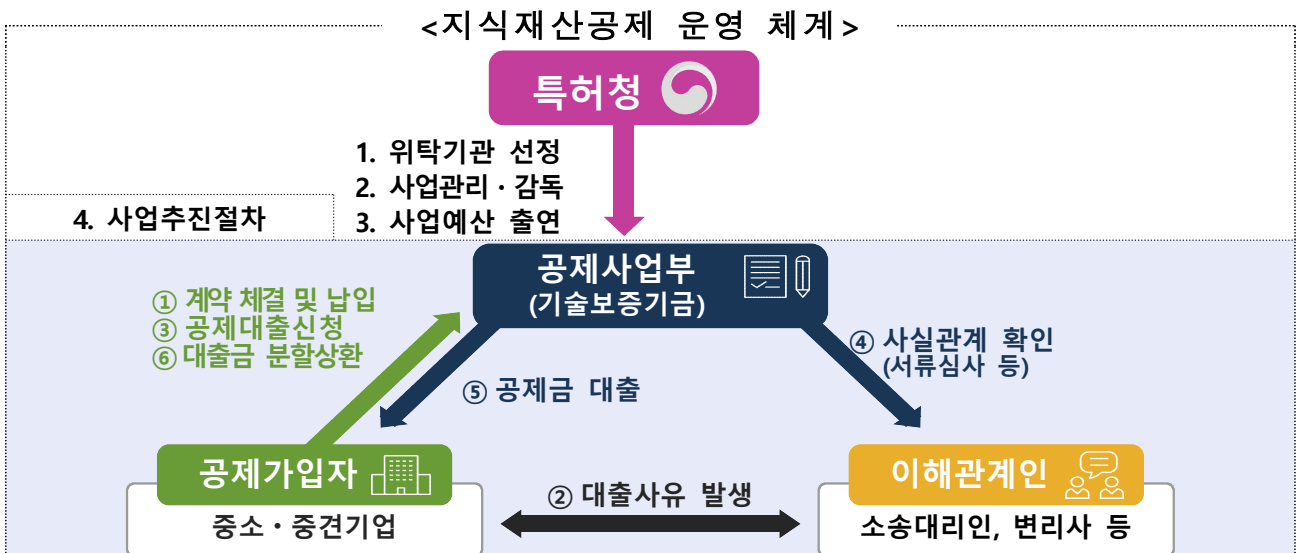 <지식재산공제 운영 체계>
특허청
1. 위탁기관 선정
2. 사업관리·감독
3. 사업예산 출연
4. 사업추진절차
공제사업부
(기술보증기금)
① 계약 체결 및 납입
③ 공제대출신청
⑥ 대출금 분할상환
④ 사실관계 확인
(서류심사 등)
⑤ 공제금 대출
공제가입자
중소·중견기업
② 대출사유 발생
이해관계인
소송대리인, 변리사 등